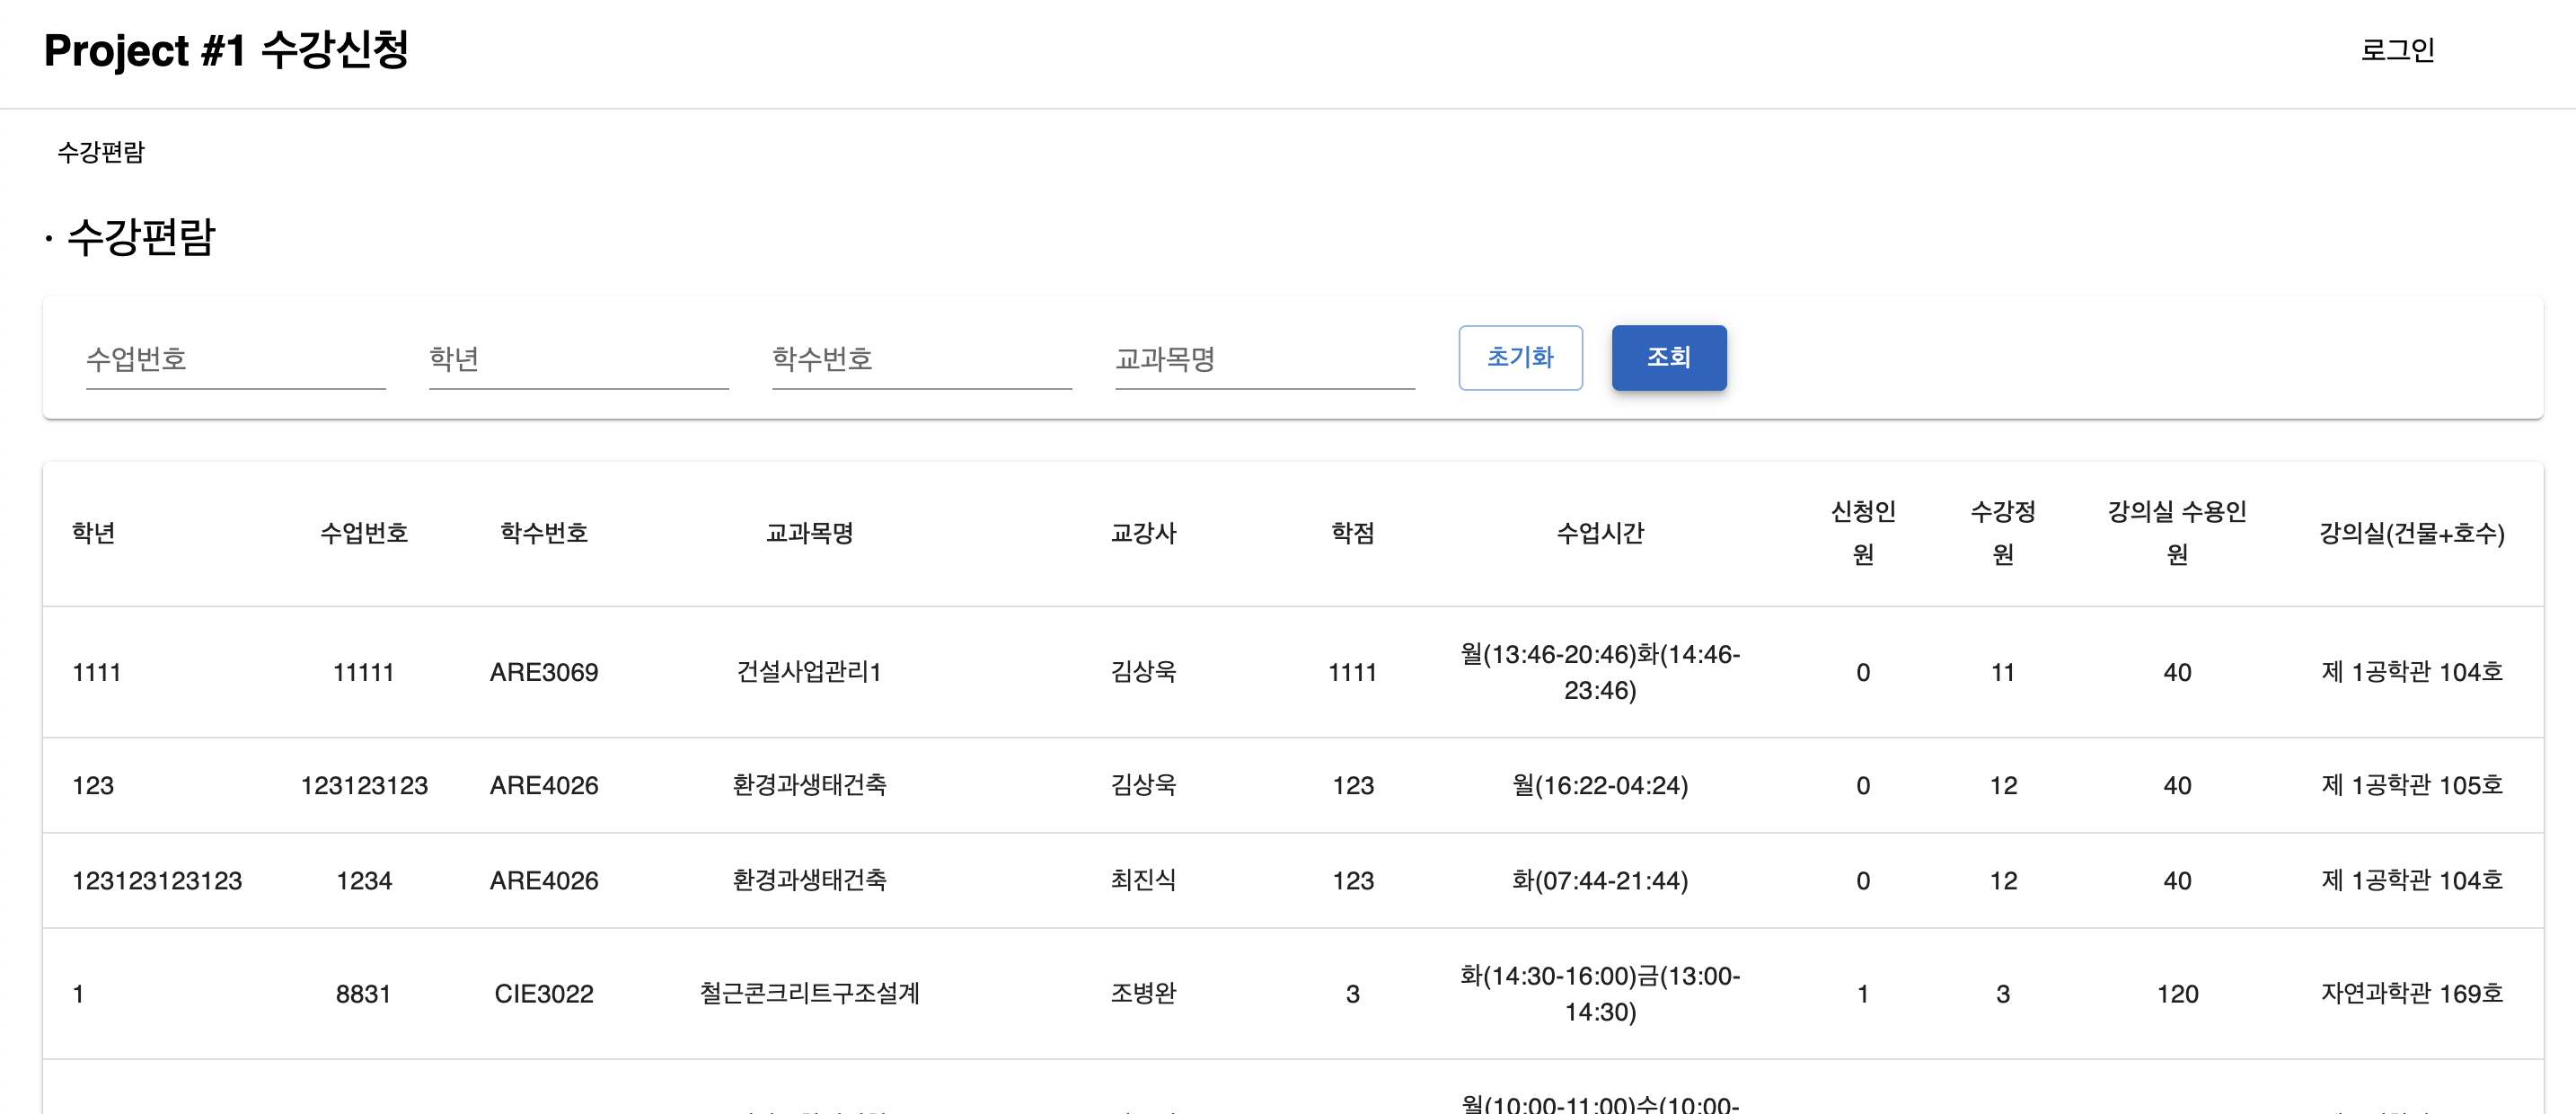 Project #1 수강신청
로그인
수강편람
· 수강편람
수업번호 학년 학수번호 교과목명 초기화 조회
학년 수업번호 학수번호 교과목명 교강사 학점 수업시간 신청인원 수강정원 강의실 수용인원 강의실(건물+호수)
1111 11111 ARE3069 건설사업관리1 김상욱 1111 월(13:46-20:46)화(14:46-23:46) 0 11 40 제 1공학관 104호
123 123123123 ARE4026 환경과생태건축 김상욱 123 월(16:22-04:24) 0 12 40 제 1공학관 105호
123123123123 1234 ARE4026 환경과생태건축 최진식 123 화(07:44-21:44) 0 12 40 제 1공학관 104호
1 8831 CIE3022 철근콘크리트구조설계 조병완 3 화(14:30-16:00)금(13:00-14:30) 1 3 120 자연과학관 169호
월(10:00-11:00)수(10:00-